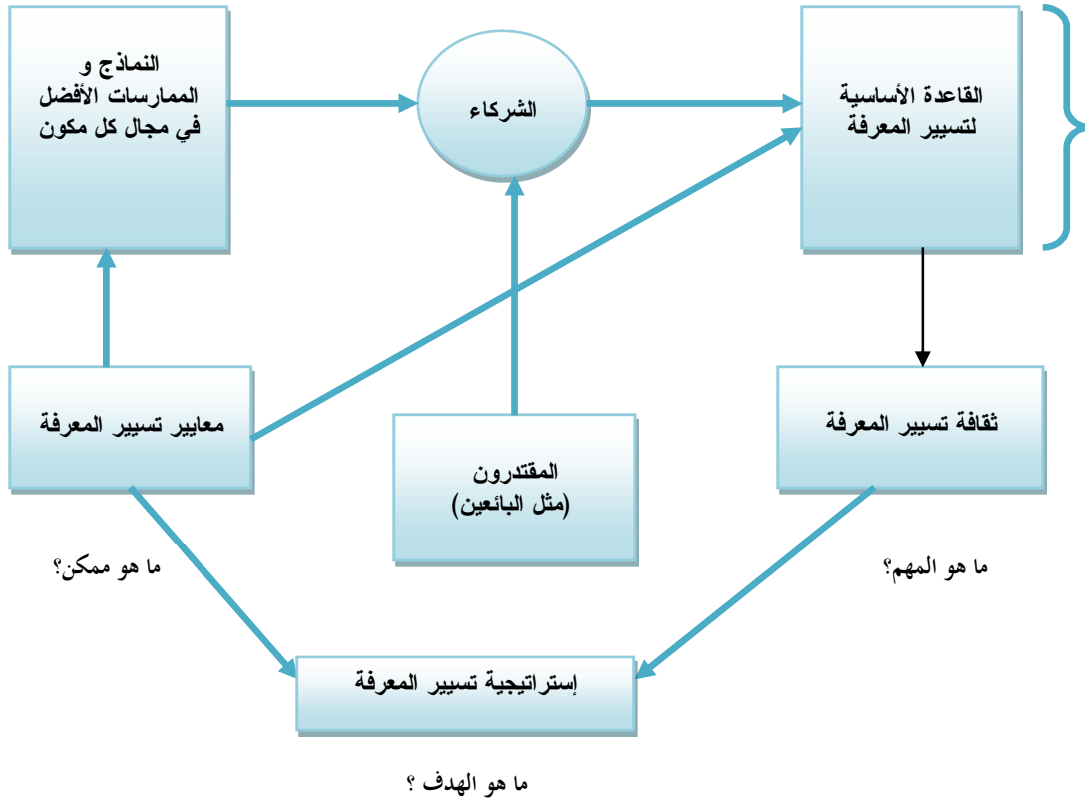 النماذج و
الممارسات الأفضل
في مجال كل مكون
الشركاء
القاعدة الأساسية
لتسيير المعرفة
معايير تسيير المعرفة
المقتدرون
(مثل البائعين)
ثقافة تسيير المعرفة
ما هو ممكن؟
ما هو المهم؟
إستراتيجية تسيير المعرفة
ما هو الهدف ؟